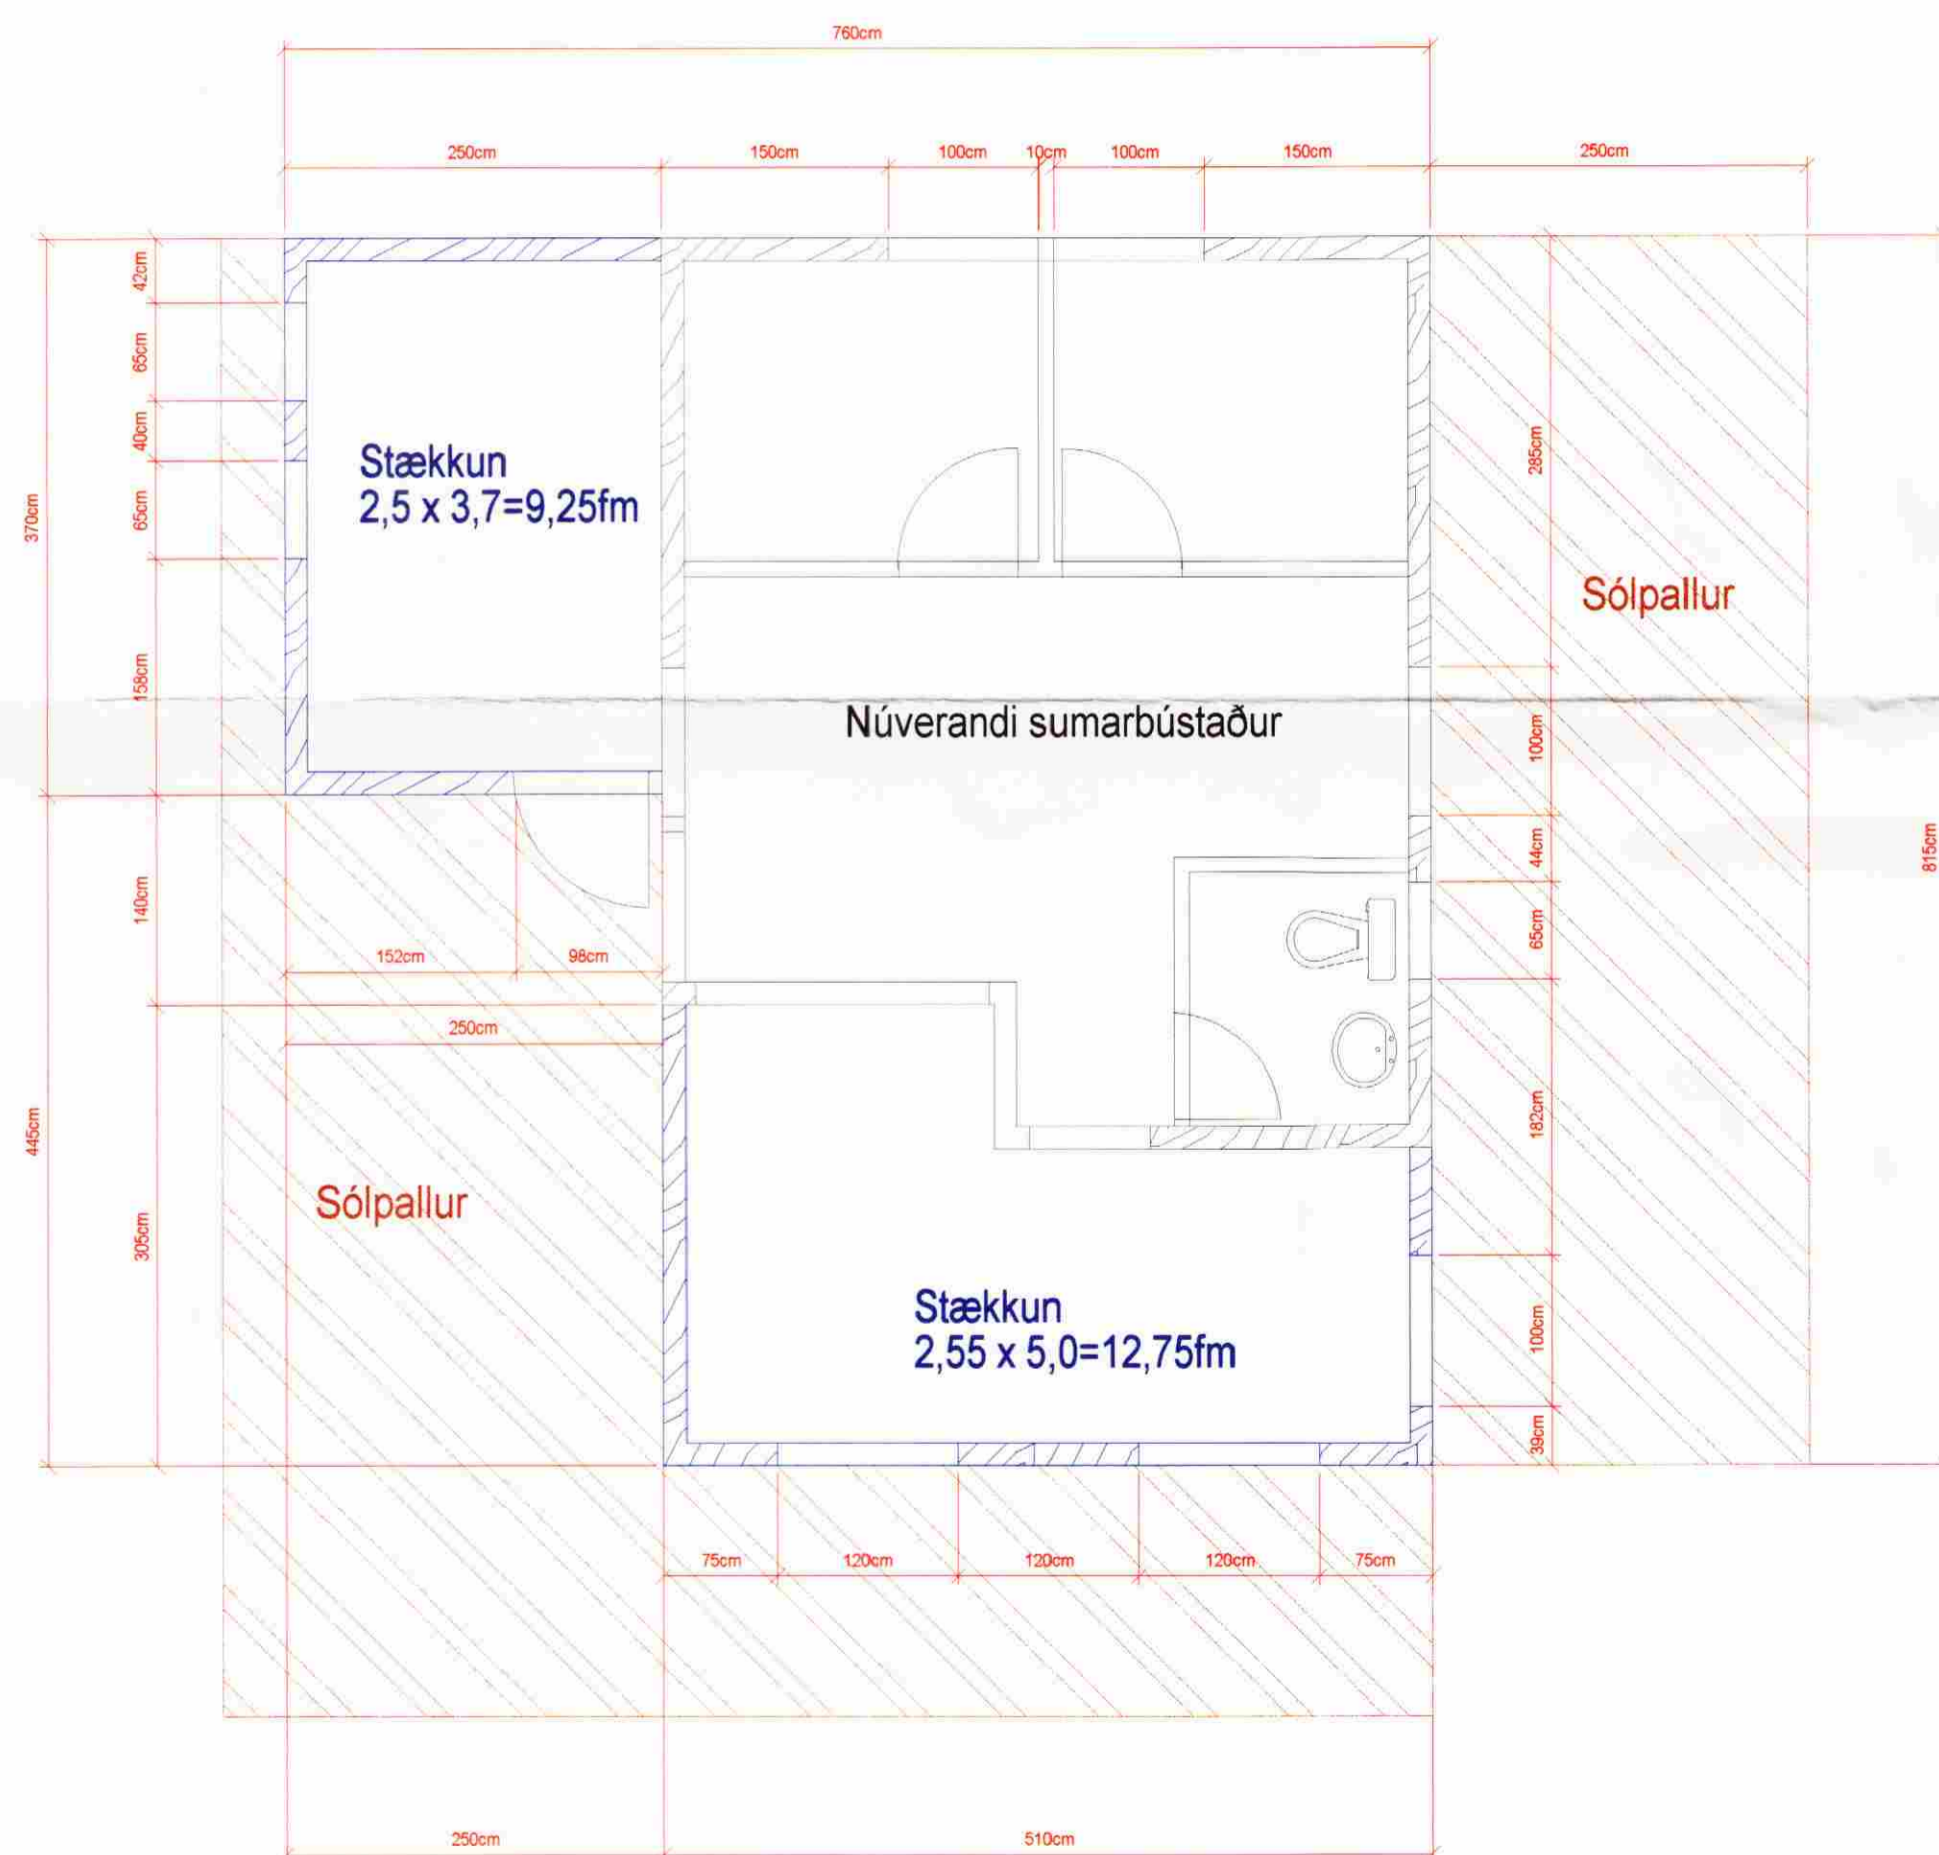 760cm
250cm
150cm
100cm
10cm
100cm
150cm
250cm
42cm
65cm
40cm
65cm
158cm
370cm
140cm
305cm
445cm
Stækkun
2,5 x 3,7=9,25fm
Núverandi sumarbústaður
Sólpallur
285cm
100cm
44cm
65cm
182cm
100cm
39cm
815cm
152cm
98cm
250cm
Sólpallur
Stækkun
2,55 x 5,0=12,75fm
75cm
120cm
120cm
120cm
75cm
250cm
510cm